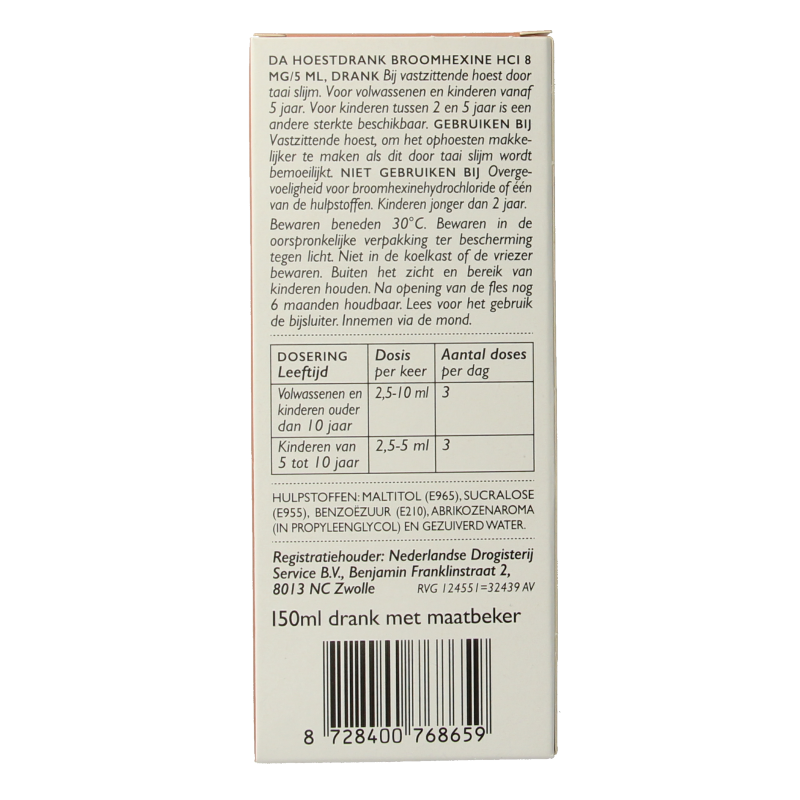 DA HOESTDRANK BROOMHEXINE HCl 8
MG/5 ML, DRANK Bij vastzittende hoest door
taai slijm. Voor volwassenen en kinderen vanaf
5 jaar. Voor kinderen tussen 2 en 5 jaar is een
andere sterkte beschikbaar. GEBRUIKEN BIJ
Vastzittende hoest, om het ophoesten makke-
lijker te maken als dit door taai slijm wordt
bemoeilijkt. NIET GEBRUIKEN BIJ Overge-
voeligheid voor broomhexinehydrochloride of één
van de hulpstoffen. Kinderen jonger dan 2 jaar.
Bewaren beneden 30°C. Bewaren in de
oorspronkelijke verpakking ter bescherming
tegen licht. Niet in de koelkast of de vriezer
bewaren. Buiten het zicht en bereik van
kinderen houden. Na opening van de fles nog
6 maanden houdbaar. Lees voor het gebruik
de bijsluiter. Innemen via de mond.
DOSERING Dosis Aantal doses
Leeftijd per keer per dag
Volwassenen en 2,5-10 ml 3
kinderen ouder
dan 10 jaar
Kinderen van 2,5-5 ml 3
5 tot 10 jaar
HULPSTOFFEN: MALTITOL (E965), SUCRALOSE
(E955), BENZOËZUUR (E210), ABRIKOZENAROMA
(IN PROPYLEENGLYCOL) EN GEZUIVERD WATER.
Registratiehouder: Nederlandse Drogisterij
Service B.V., Benjamin Franklinstraat 2,
8013 NC Zwolle RVG 124551=32439 AV
150ml drank met maatbeker
8 728400 768659